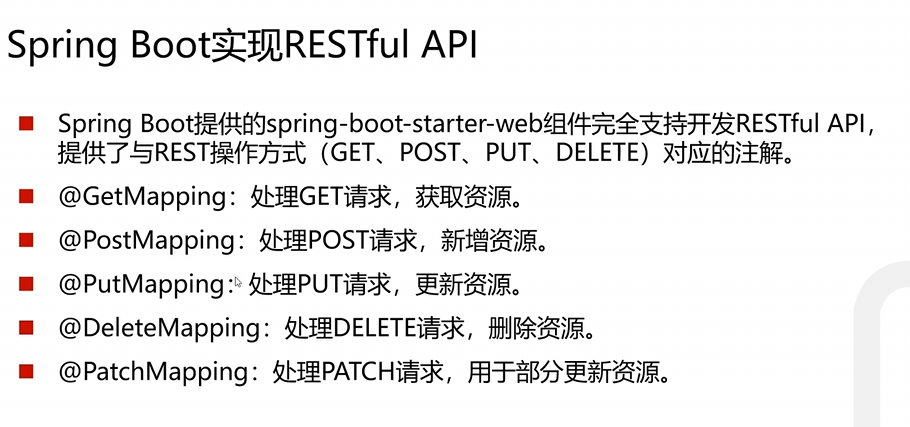 Spring Boot实现RESTful API
Spring Boot提供的spring-boot-starter-web组件完全支持开发RESTful API，
提供了与REST操作方式（GET、POST、PUT、DELETE）对应的注解。
@GetMapping：处理GET请求，获取资源。
@PostMapping：处理POST请求，新增资源。
@PutMapping：处理PUT请求，更新资源。
@DeleteMapping：处理DELETE请求，删除资源。
@PatchMapping：处理PATCH请求，用于部分更新资源。